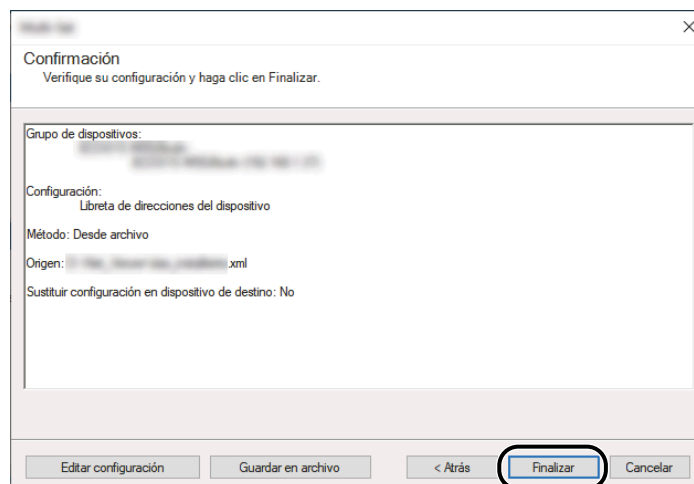 Confirmación
Verifique su configuración y haga clic en Finalizar.
Grupo de dispositivos:
Configuración:
Libreta de direcciones del dispositivo
Método: Desde archivo
Origen: .xml
Sustituir configuración en dispositivo de destino: No
Editar configuración
Guardar en archivo
< Atrás
Finalizar
Cancelar